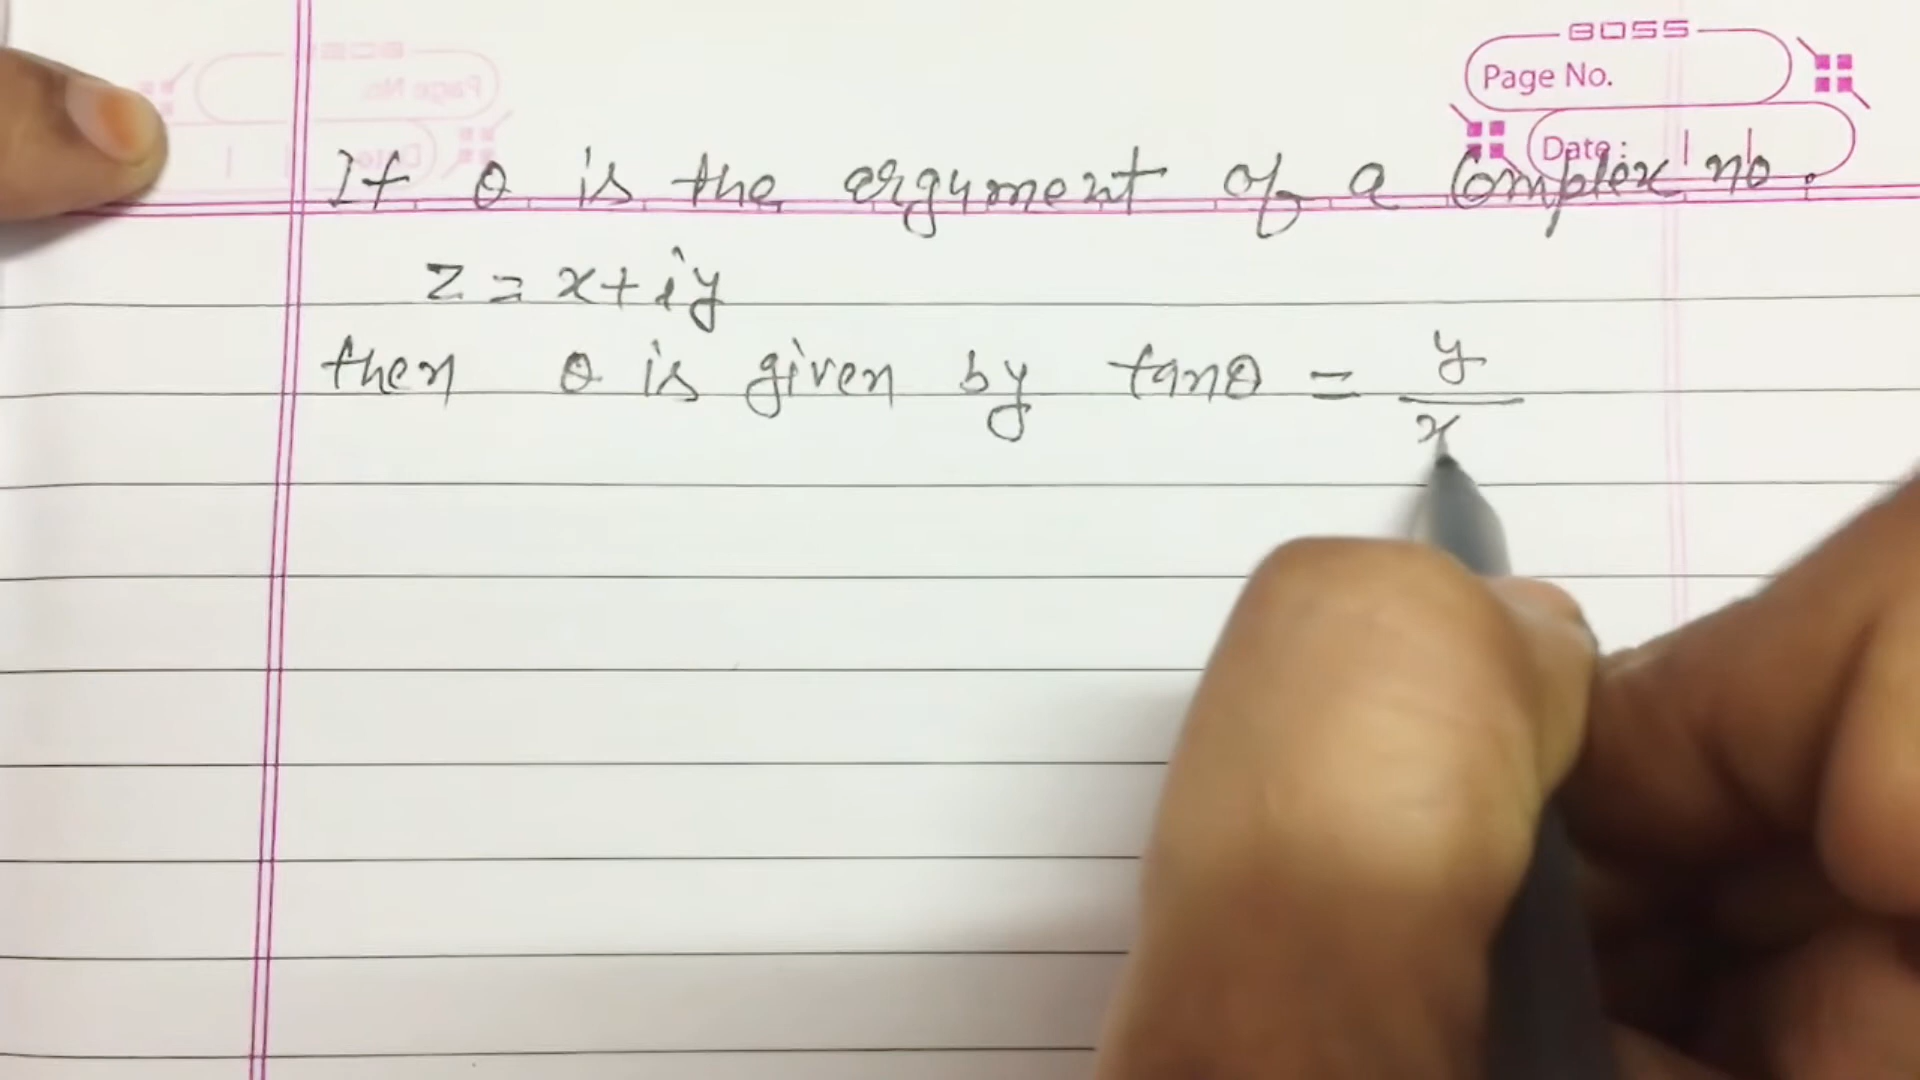 BOSS
Page No.
Date :
If θ is the argument of a Complex no.
z = x+iy
then θ is given by tanθ = y/x